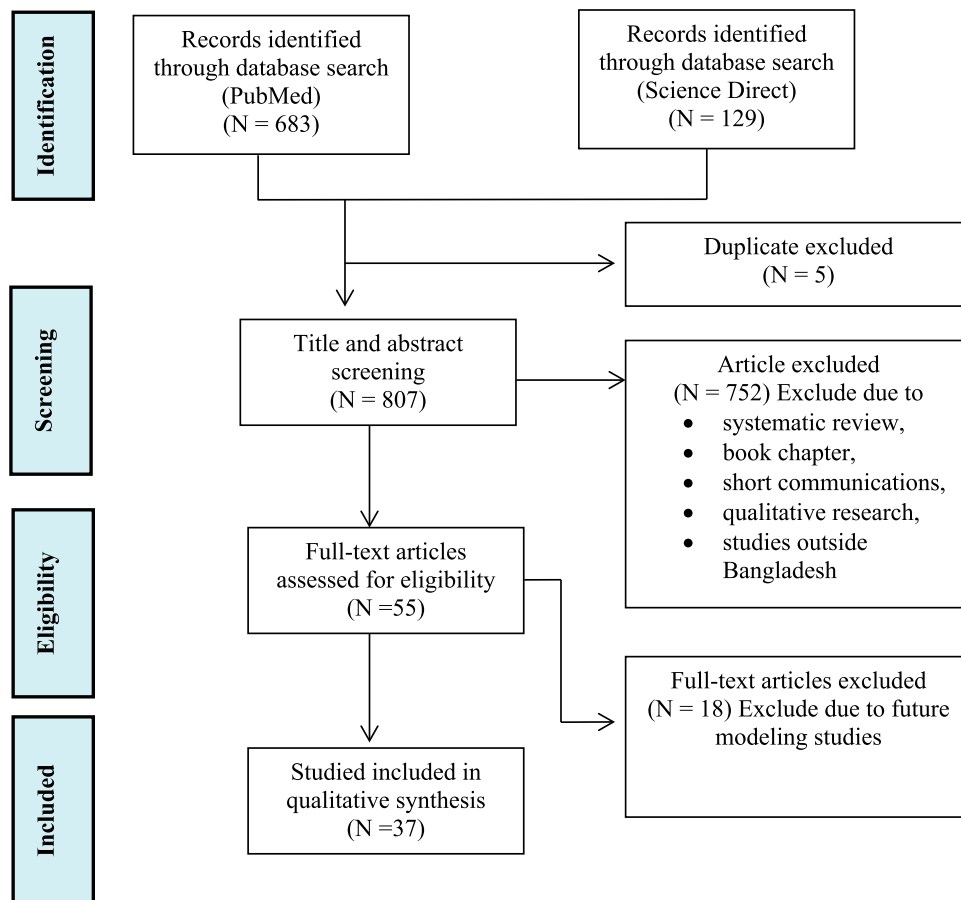 Identification
Records identified
through database search
(PubMed)
(N = 683)
Records identified
through database search
(Science Direct)
(N = 129)
Duplicate excluded
(N = 5)
Screening
Title and abstract
screening
(N = 807)
Article excluded
(N = 752) Exclude due to
• systematic review,
• book chapter,
• short communications,
• qualitative research,
• studies outside
Bangladesh
Eligibility
Full-text articles
assessed for eligibility
(N =55)
Full-text articles excluded
(N = 18) Exclude due to future
modeling studies
Included
Studied included in
qualitative synthesis
(N =37)